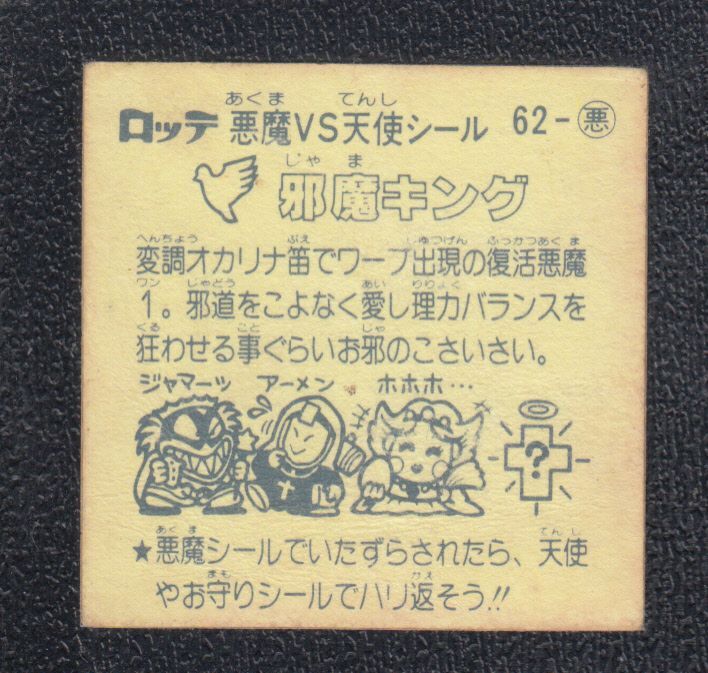 ロッテ 悪魔VS天使シール 62-悪
あくま てんし
邪魔キング
じゃま
変調オカリナ笛でワープ出現の復活悪魔
へんちょう ぶえ しゅつげん ふっかつあくま
1。邪道をこよなく愛し理力バランスを
ワン じゃどう あい りりょく
狂わせる事ぐらいお邪のこさいさい。
くる こと じゃ
ジャマーッ アーメン ホホホ…
?
★悪魔シールでいたずらされたら、天使
あくま てんし
やお守りシールでハリ返そう!!
まも かえ